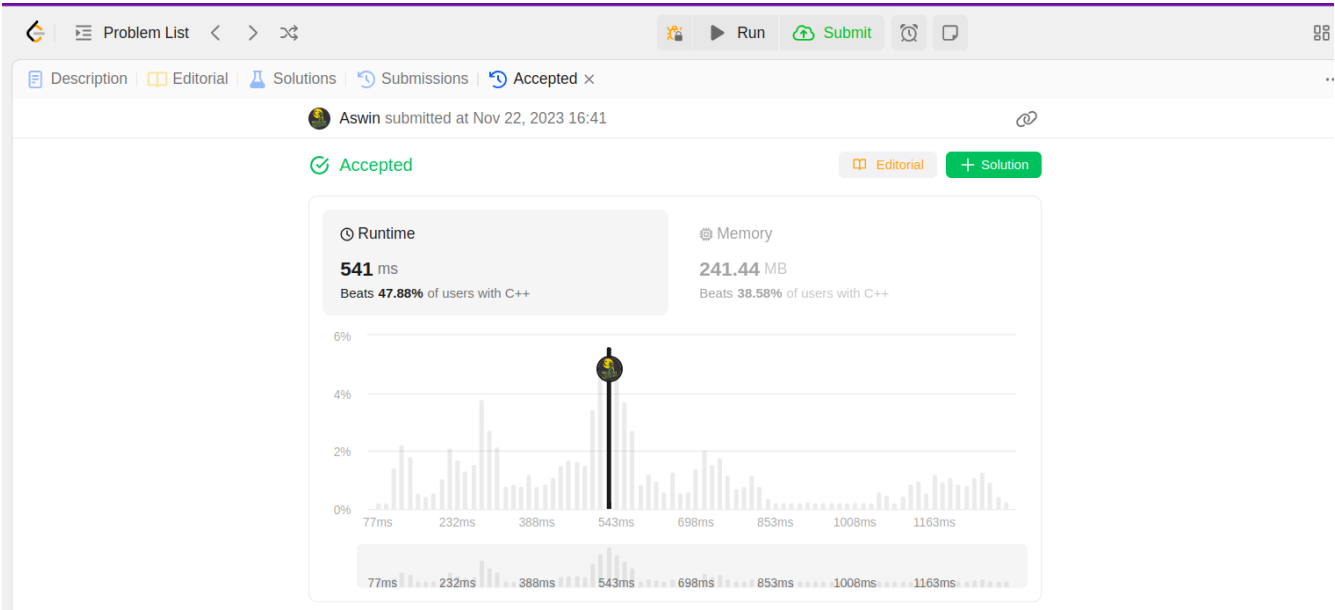 Problem List Run Submit
Description Editorial Solutions Submissions Accepted
Aswin submitted at Nov 22, 2023 16:41
Accepted Editorial Solution
Runtime Memory
541 ms 241.44 MB
Beats 47.88% of users with C++ Beats 38.58% of users with C++
6%
4%
2%
0%
77ms 232ms 388ms 543ms 698ms 853ms 1008ms 1163ms
77ms 232ms 388ms 543ms 698ms 853ms 1008ms 1163ms